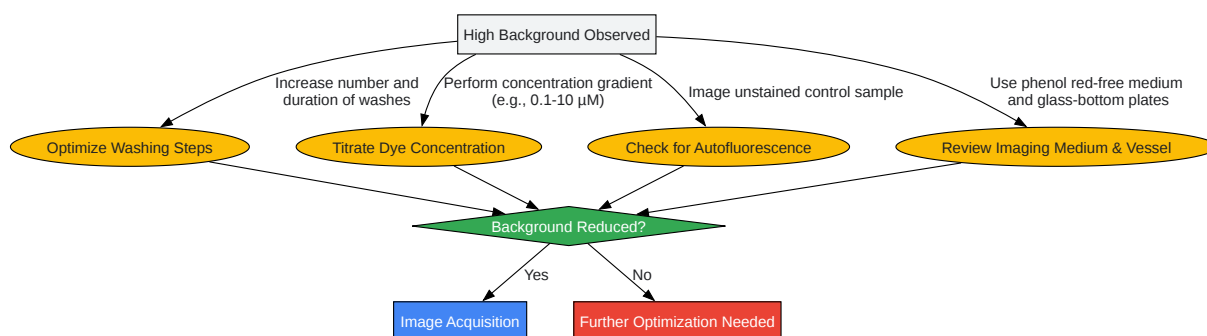 High Background Observed
Increase number and
duration of washes
Perform concentration gradient
(e.g., 0.1-10 µM)
Image unstained control sample
Use phenol red-free medium
and glass-bottom plates
Optimize Washing Steps
Titrate Dye Concentration
Check for Autofluorescence
Review Imaging Medium & Vessel
Background Reduced?
Yes
No
Image Acquisition
Further Optimization Needed